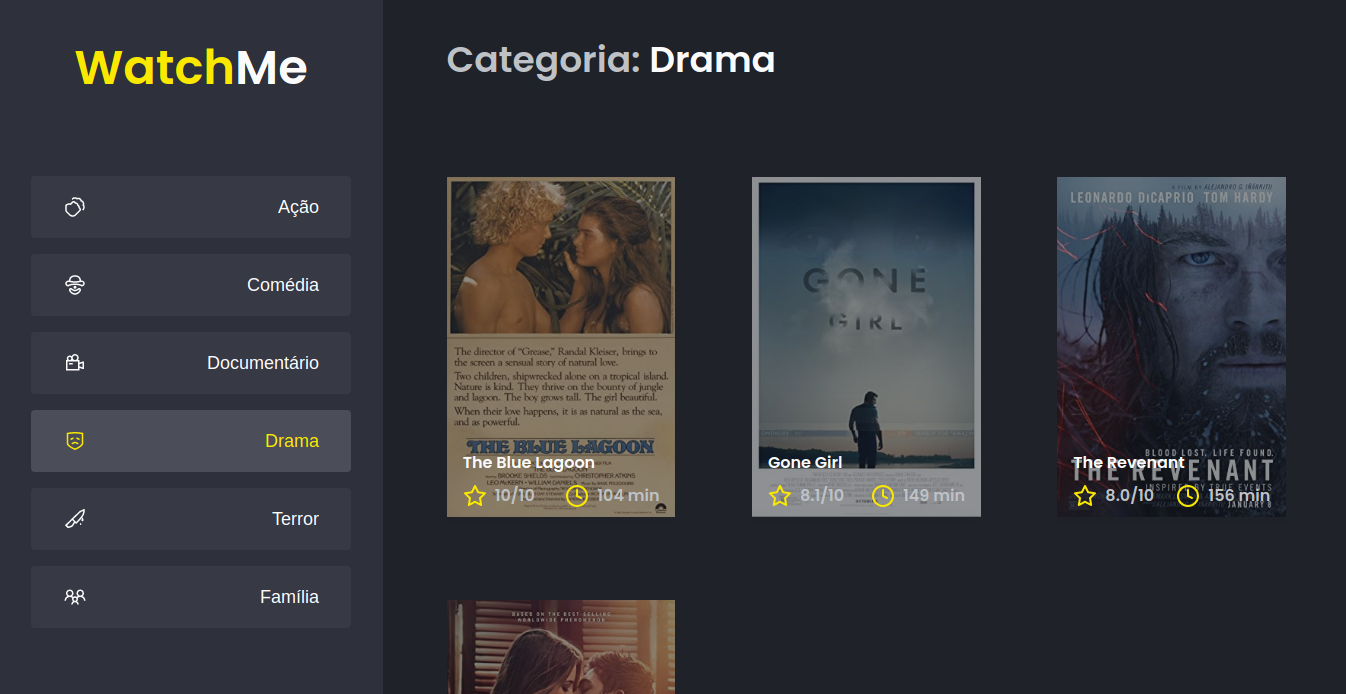 WatchMe
Categoria: Drama
Ação
Comédia
Documentário
Drama
Terror
Família
The director of “Grease,” Randal Kleiser, brings to
the screen a sensual story of natural love.
Two children, shipwrecked alone on a tropical island.
Nature is kind. They thrive on the bounty of jungle
and lagoon. The boy grows tall. The girl beautiful.
When their love happens, it is as natural as the sea,
and as powerful.
THE BLUE LAGOON
The Blue Lagoon
10/10 104 min
GONE
GIRL
Gone Girl
8.1/10 149 min
A FILM BY ALEJANDRO G. IÑÁRRITU
LEONARDO DiCAPRIO TOM HARDY
BLOOD LOST. LIFE FOUND.
THE REVENANT
The Revenant
INSPIRED BY TRUE EVENTS
8.0/10 156 min
JANUARY 8
BASED ON THE BEST SELLING
WORLDWIDE PHENOMENON